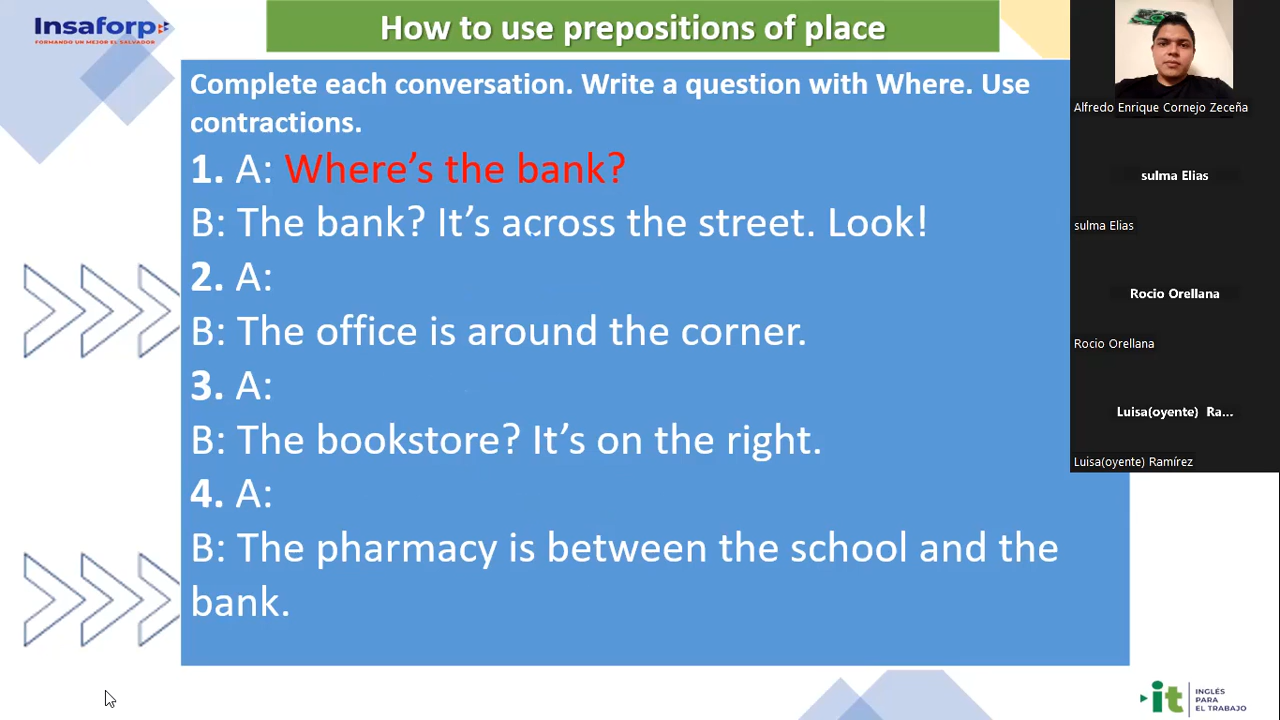 Insaforp
FORMANDO UN MEJOR EL SALVADOR
How to use prepositions of place
Complete each conversation. Write a question with Where. Use
contractions.
1. A: Where’s the bank?
B: The bank? It’s across the street. Look!
2. A:
B: The office is around the corner.
3. A:
B: The bookstore? It’s on the right.
4. A:
B: The pharmacy is between the school and the
bank.
Alfredo Enrique Cornejo Zeceña
sulma Elias
sulma Elias
Rocio Orellana
Rocio Orellana
Luisa(oyente) Ra...
Luisa(oyente) Ramírez
it
INGLÉS
PARA
EL TRABAJO